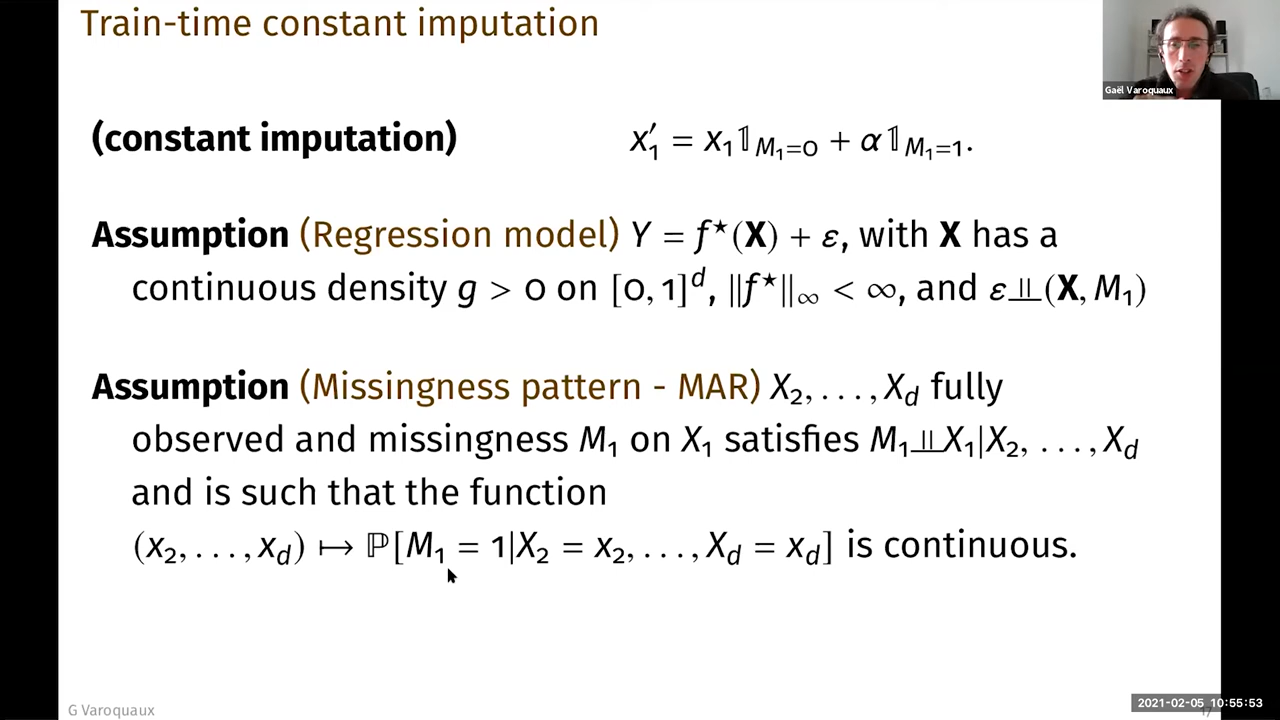 Train-time constant imputation
Gaël Varoquaux
(constant imputation) x₁′ = x₁𝟙_{M₁=0} + α𝟙_{M₁=1}.
Assumption (Regression model) Y = f⋆(𝐗) + ε, with 𝐗 has a
continuous density g > 0 on [0, 1]ᵈ, ‖f⋆‖_∞ < ∞, and ε⫫(𝐗, M₁)
Assumption (Missingness pattern - MAR) X₂, . . . , X_d fully
observed and missingness M₁ on X₁ satisfies M₁⫫X₁|X₂, . . . , X_d
and is such that the function
(x₂, . . . , x_d) ↦ ℙ[M₁ = 1|X₂ = x₂, . . . , X_d = x_d] is continuous.
G Varoquaux
2021-02-05 10:55:53